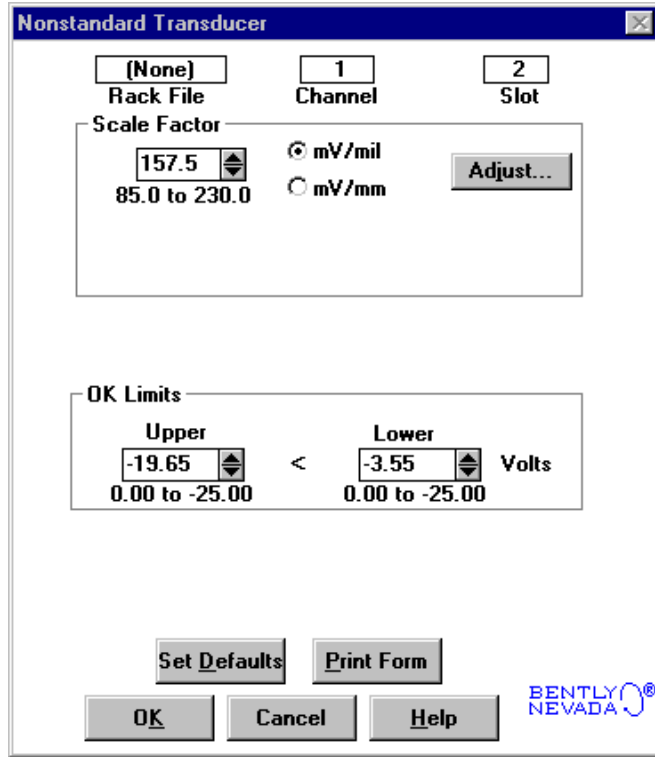 Nonstandard Transducer
(None) 1 2
Rack File Channel Slot
Scale Factor
157.5 mV/mil Adjust...
85.0 to 230.0 mV/mm
OK Limits
Upper Lower
-19.65 < -3.55 Volts
0.00 to -25.00 0.00 to -25.00
Set Defaults Print Form
OK Cancel Help
BENTLY
NEVADA ®